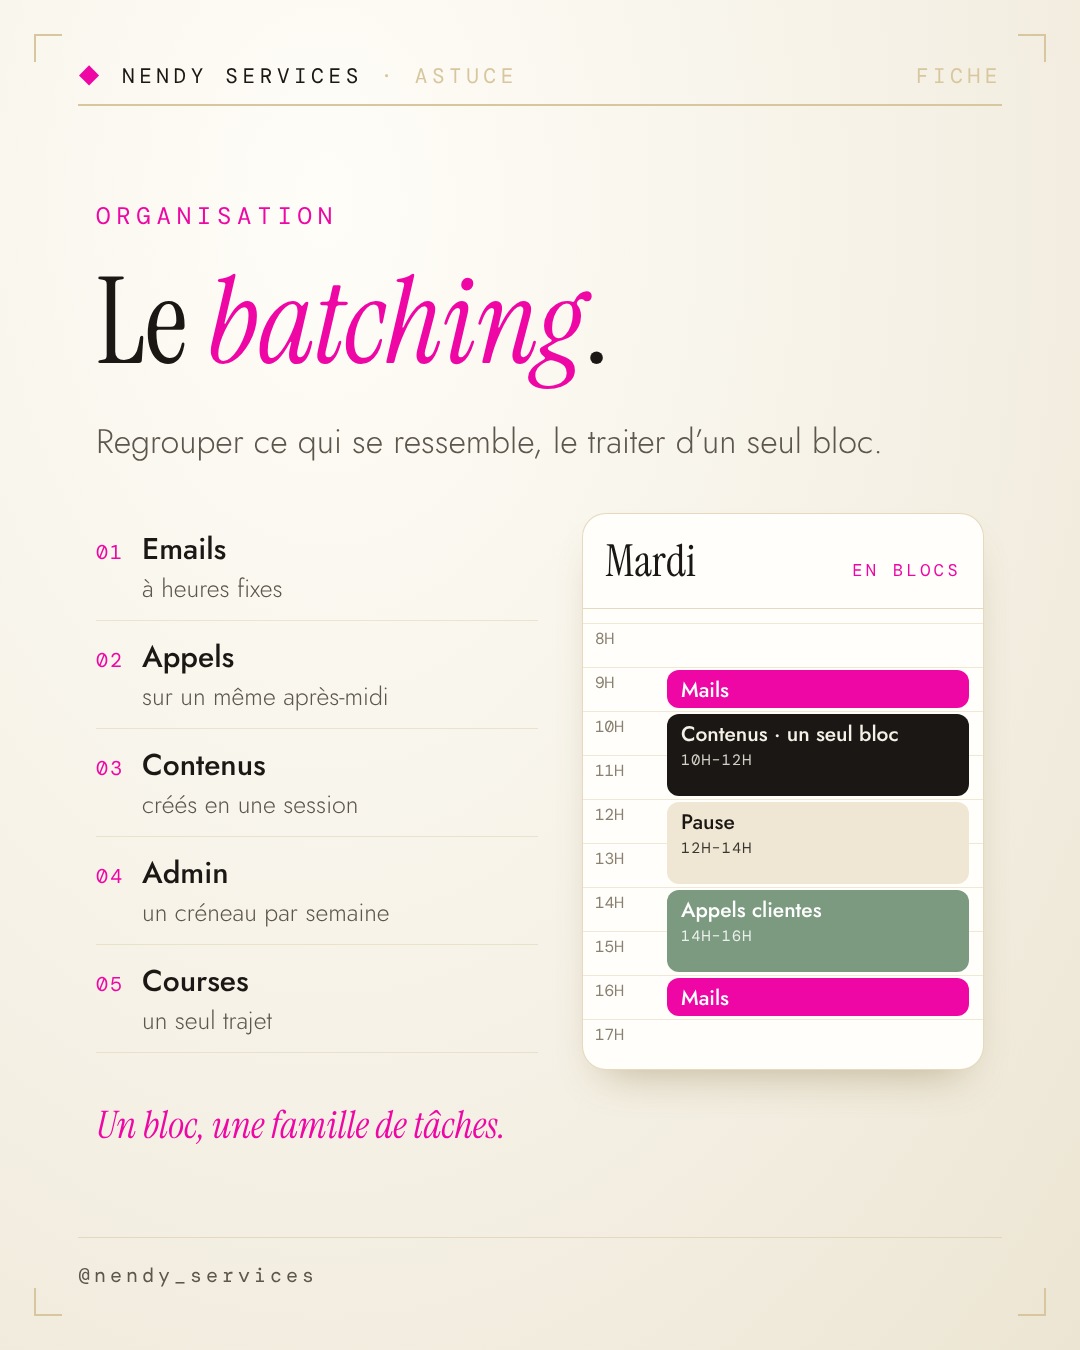 NENDY SERVICES · ASTUCE
FICHE
ORGANISATION
Le batching.
Regrouper ce qui se ressemble, le traiter d’un seul bloc.
01 Emails
à heures fixes
02 Appels
sur un même après-midi
03 Contenus
créés en une session
04 Admin
un créneau par semaine
05 Courses
un seul trajet
Un bloc, une famille de tâches.
Mardi
EN BLOCS
8H
9H
Mails
10H
Contenus · un seul bloc
10H–12H
11H
12H
Pause
12H–14H
13H
14H
Appels clientes
14H–16H
15H
16H
Mails
17H
@nendy_services